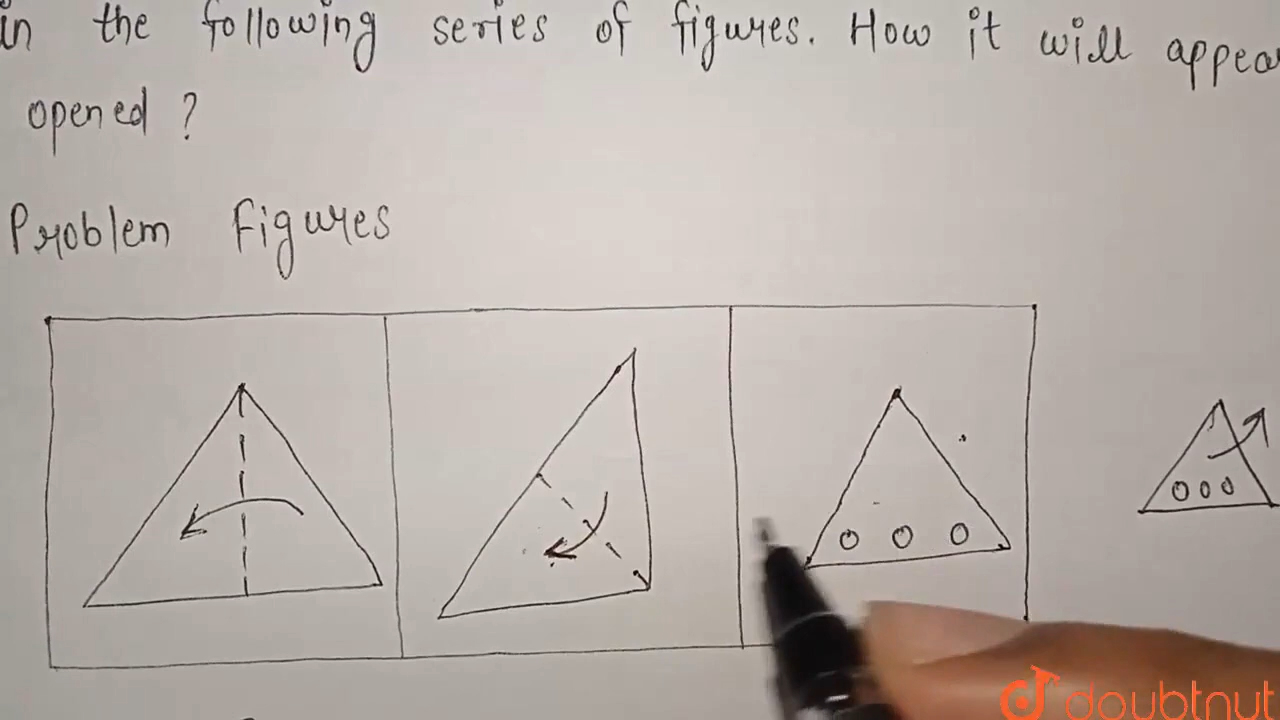 in the following series of figures. How it will appea
opened ?
Problem Figures
doubtnut